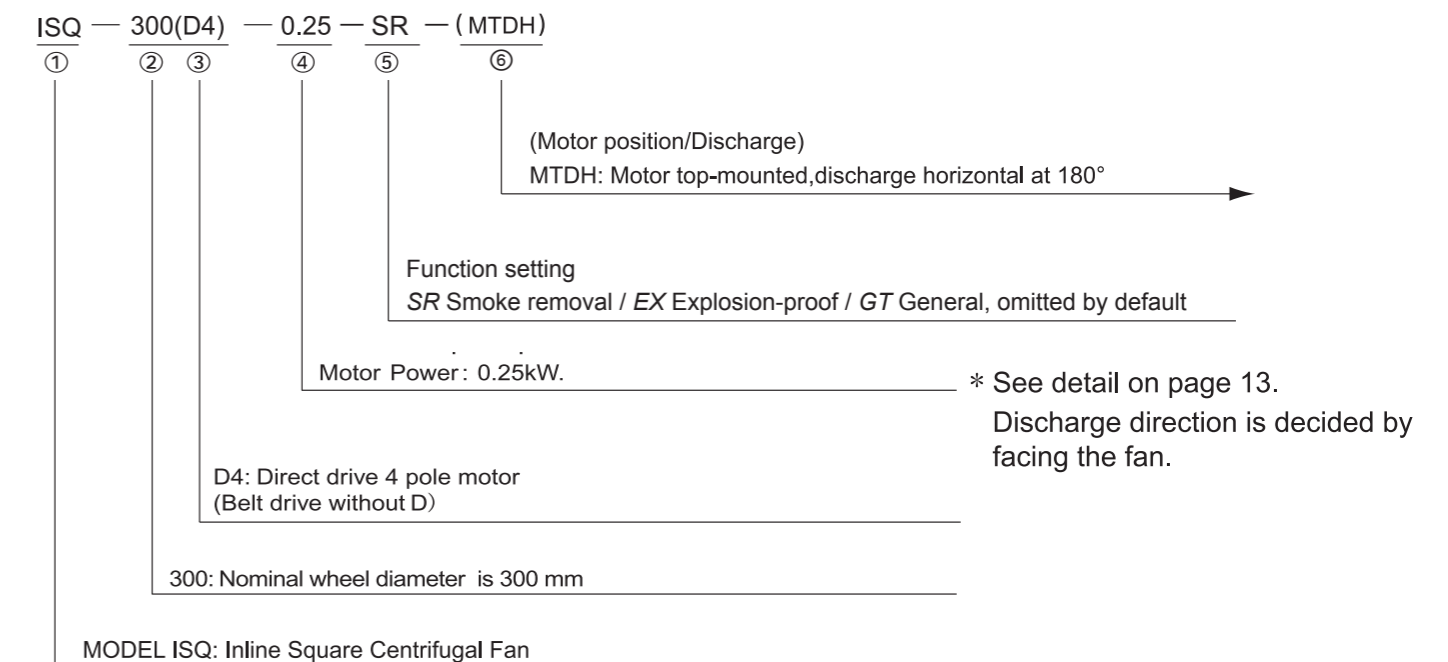 ISQ — 300(D4) — 0.25 — SR — (MTDH)
① ② ③ ④ ⑤ ⑥
(Motor position/Discharge)
MTDH: Motor top-mounted,discharge horizontal at 180°
Function setting
SR Smoke removal / EX Explosion-proof / GT General, omitted by default
Motor Power: 0.25kW.
* See detail on page 13.
Discharge direction is decided by
facing the fan.
D4: Direct drive 4 pole motor
(Belt drive without D)
300: Nominal wheel diameter is 300 mm
MODEL ISQ: Inline Square Centrifugal Fan